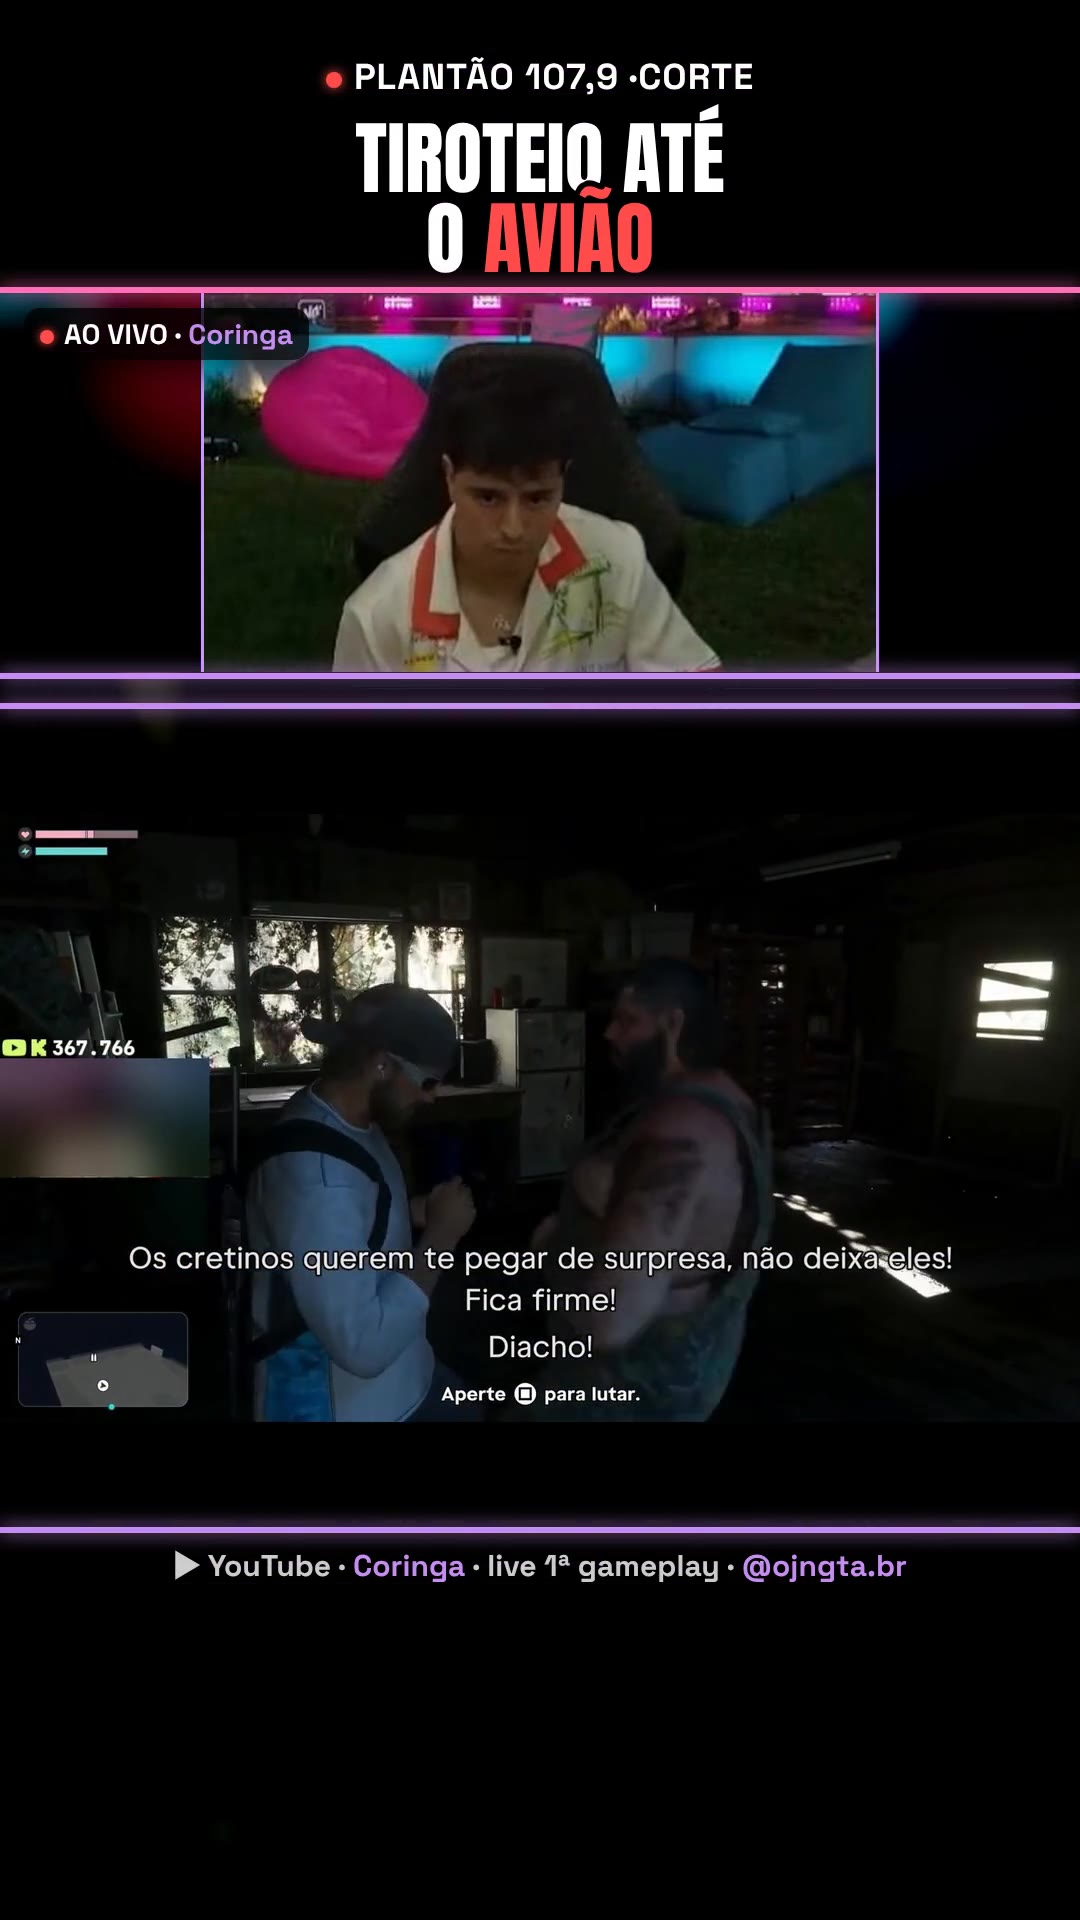 PLANTÃO 107,9 ·CORTE
TIROTEIO ATÉ
O AVIÃO
AO VIVO · Coringa
367.766
N
Os cretinos querem te pegar de surpresa, não deixa eles!
Fica firme!
Diacho!
Aperte para lutar.
YouTube · Coringa · live 1ª gameplay · @ojngta.br